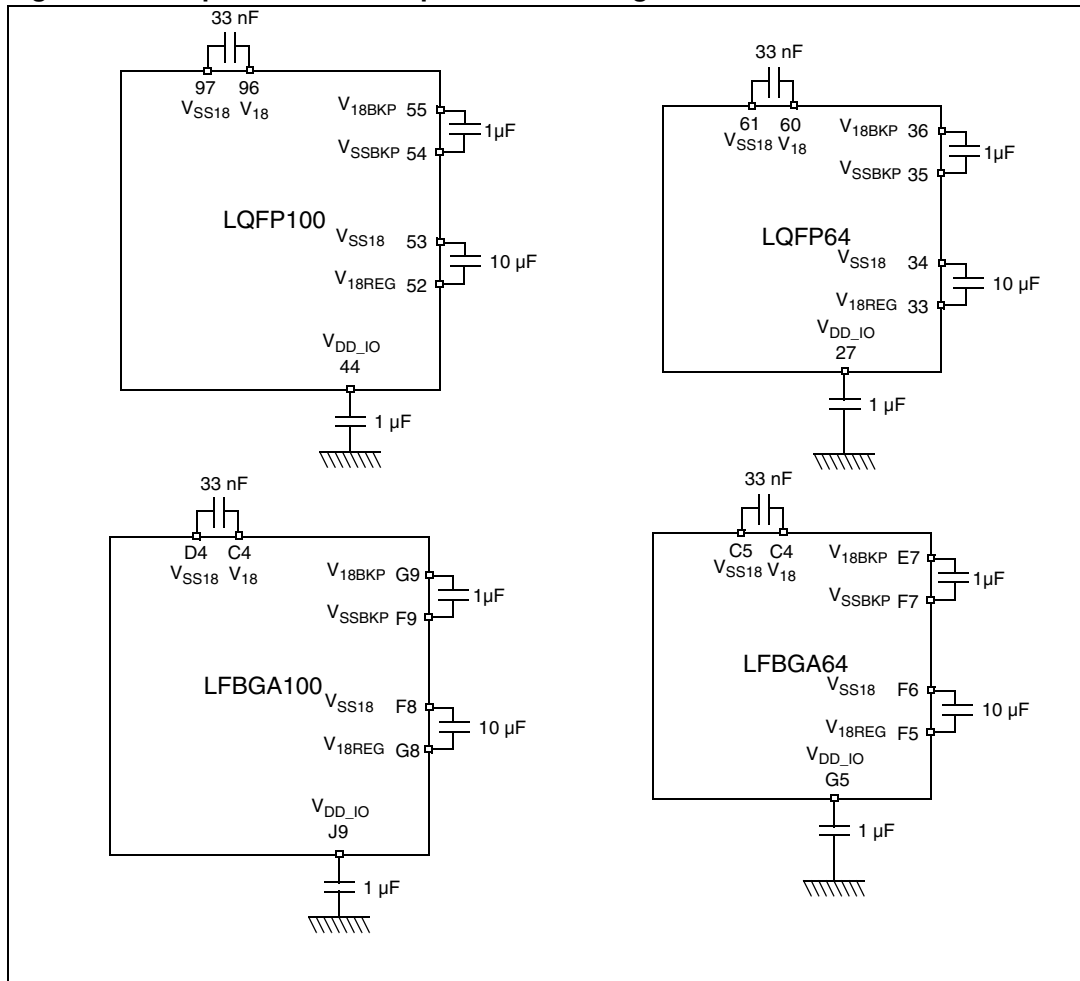 33 nF
97 96
VSS18 V18
V18BKP 55
1µF
VSSBKP 54
LQFP100
VSS18 53
10 µF
V18REG 52
VDD_IO
44
1 µF
33 nF
61 60
VSS18 V18
V18BKP 36
1µF
VSSBKP 35
LQFP64
VSS18 34
10 µF
V18REG 33
VDD_IO
27
1 µF
33 nF
D4 C4
VSS18 V18
V18BKP G9
1µF
VSSBKP F9
LFBGA100
VSS18 F8
10 µF
V18REG G8
VDD_IO
J9
1 µF
33 nF
C5 C4
VSS18 V18
V18BKP E7
1µF
VSSBKP F7
LFBGA64
VSS18 F6
10 µF
V18REG F5
VDD_IO
G5
1 µF